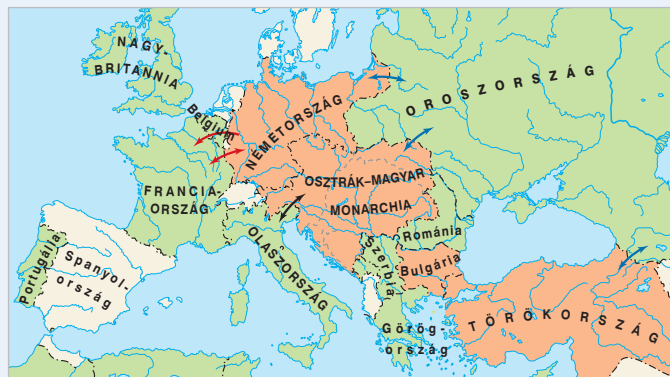 NAGY-
BRITANNIA
Belgium
NÉMETORSZÁG
OROSZORSZÁG
FRANCIA-
ORSZÁG
OSZTRÁK–MAGYAR
MONARCHIA
OLASZORSZÁG
Portugália
Spanyol-
ország
Szerbia
Románia
Bulgária
Görög-
ország
TÖRÖKORSZÁG